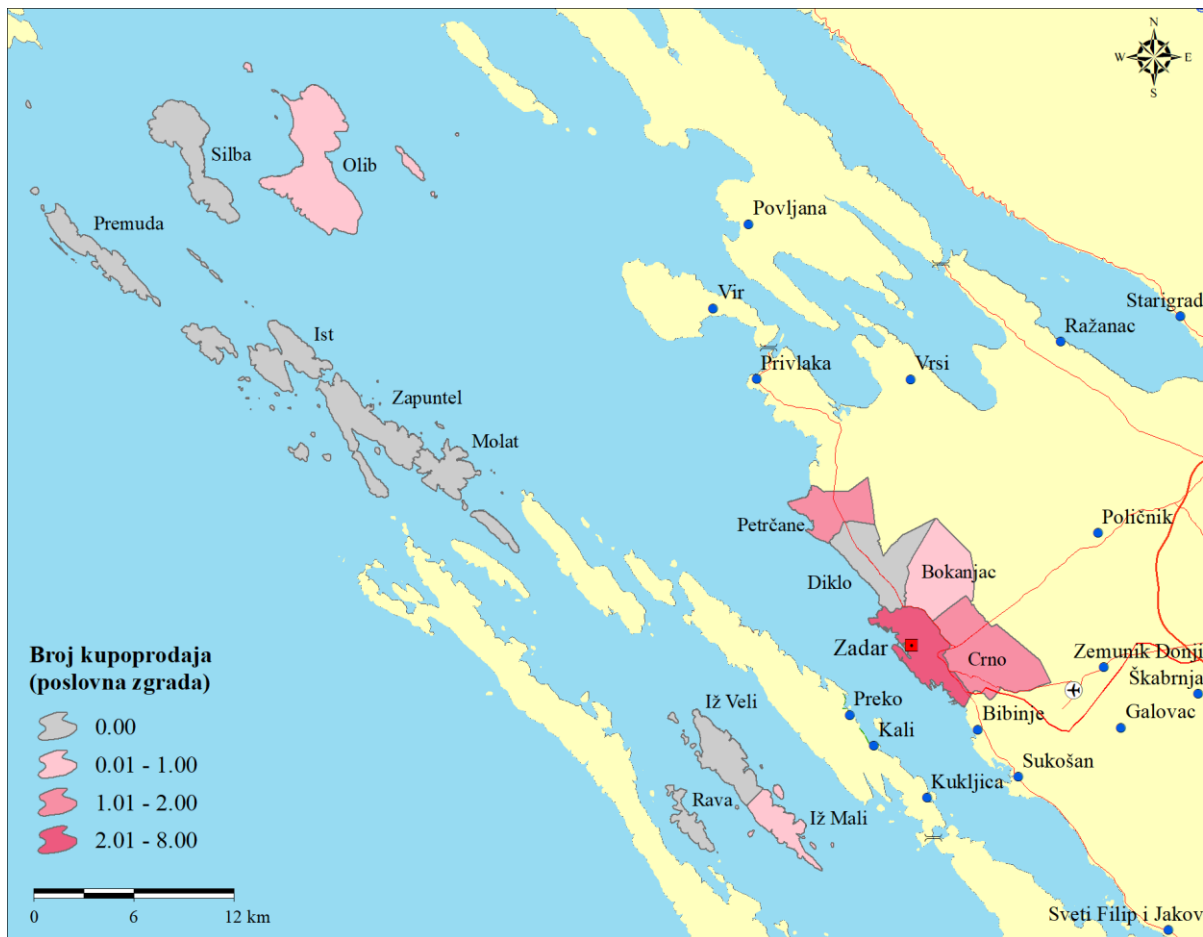 N
W E
S
Silba
Olib
Premuda
Povljana
Vir
Starigrad
Ist
Ražanac
Privlaka
Vrsi
Zapuntel
Molat
Petrčane
Poličnik
Diklo
Bokanjac
Zadar
Crno
Zemunik Donji
Škabrnja
Broj kupoprodaja
(poslovna zgrada)
0.00
0.01 - 1.00
1.01 - 2.00
2.01 - 8.00
Iž Veli
Preko
Bibinje
Galovac
Kali
Sukošan
Rava
Iž Mali
Kukljica
0 6 12 km
Sveti Filip i Jakov